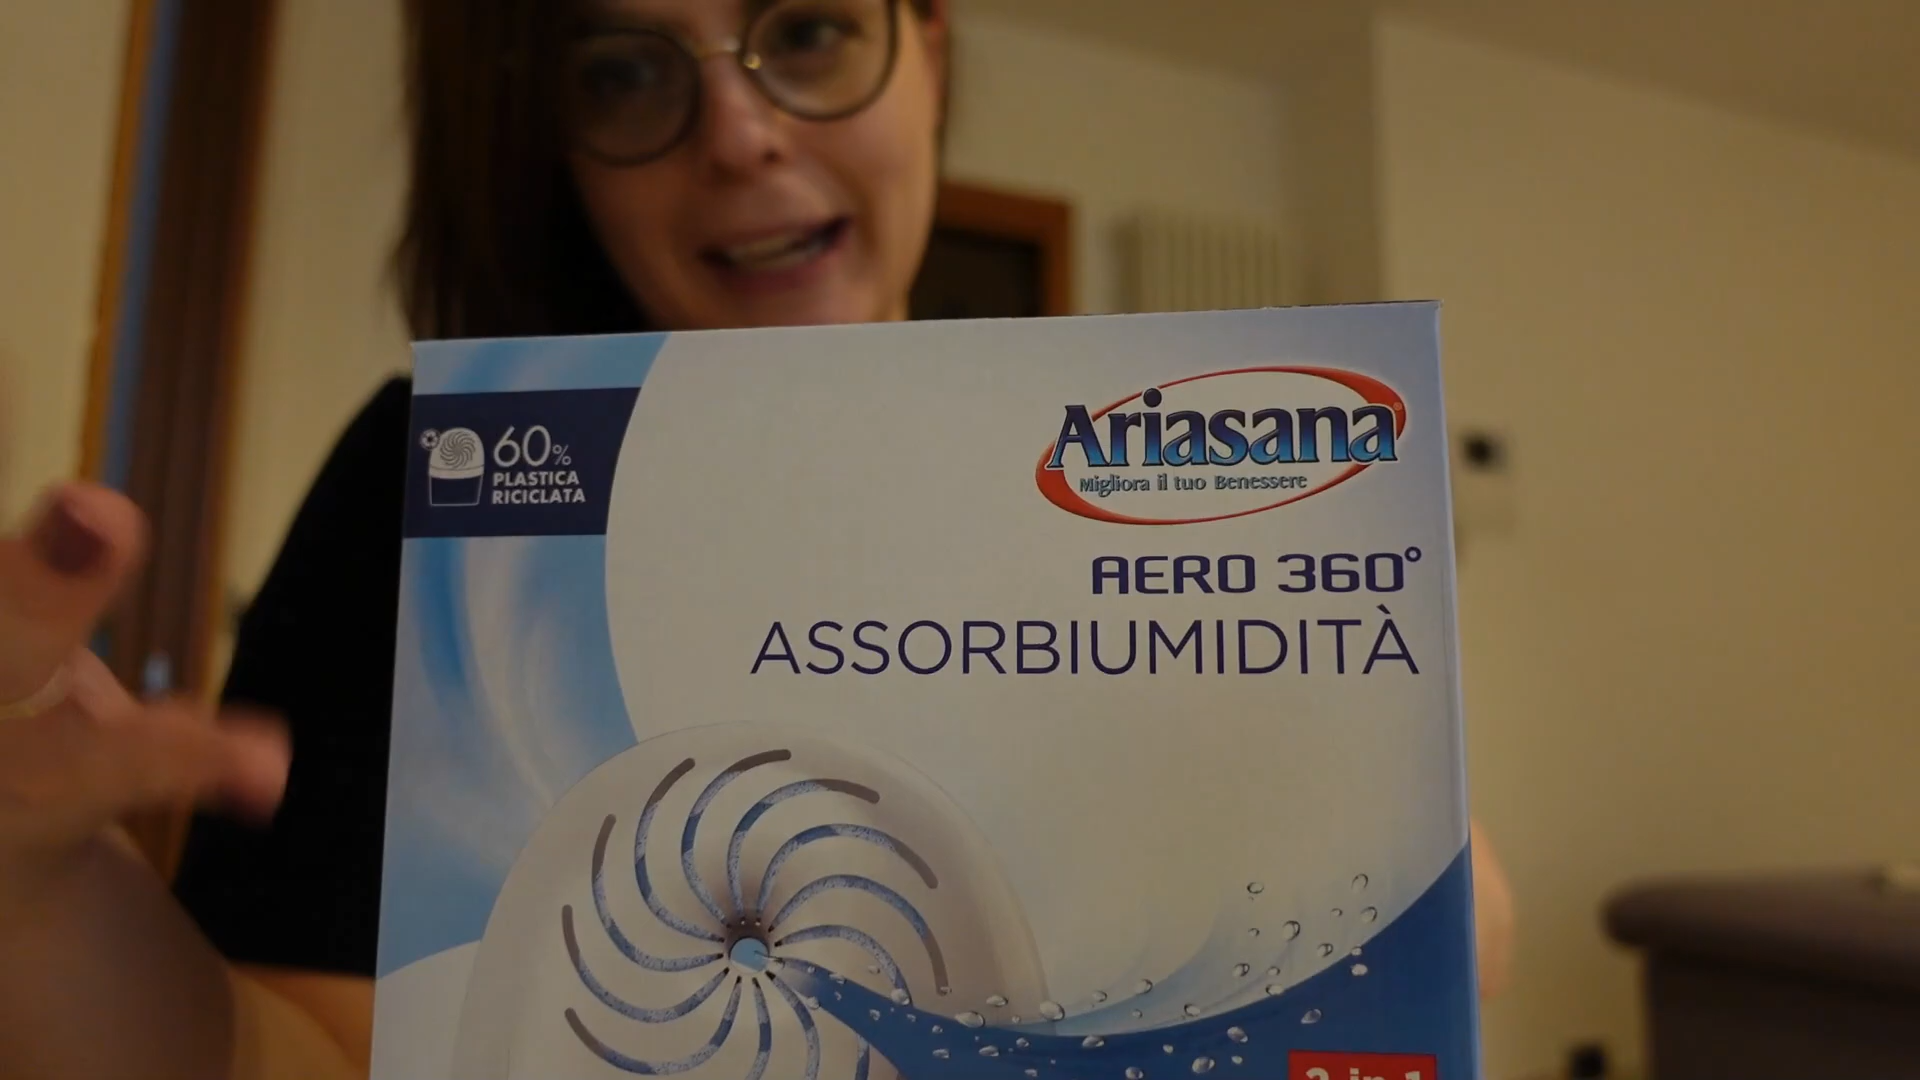 60%
PLASTICA
RICICLATA
Ariasana
Migliora il tuo Benessere
AERO 360°
ASSORBIUMIDITÀ